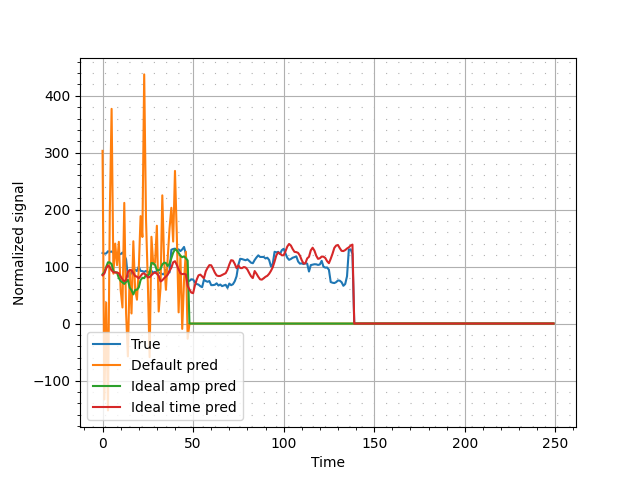 400
300
200
100
0
−100
Normalized signal
True
Default pred
Ideal amp pred
Ideal time pred
0 50 100 150 200 250
Time